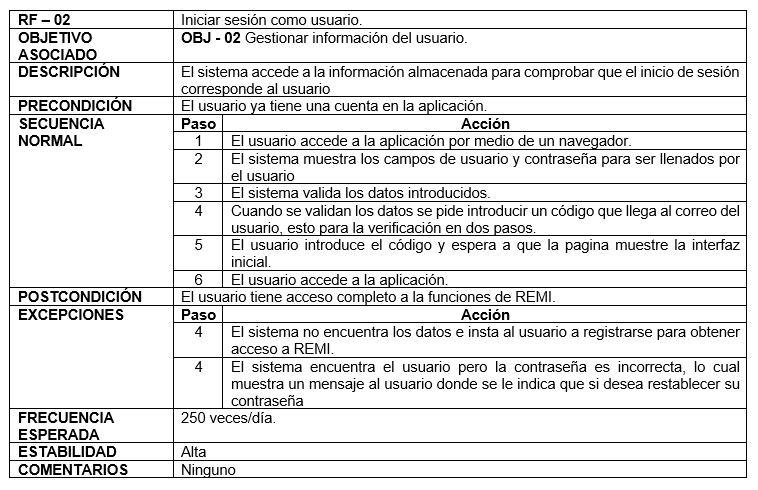 RF – 02 Iniciar sesión como usuario.
OBJETIVO ASOCIADO OBJ - 02 Gestionar información del usuario.
DESCRIPCIÓN El sistema accede a la información almacenada para comprobar que el inicio de sesión
corresponde al usuario
PRECONDICIÓN El usuario ya tiene una cuenta en la aplicación.
SECUENCIA NORMAL Paso Acción
1 El usuario accede a la aplicación por medio de un navegador.
2 El sistema muestra los campos de usuario y contraseña para ser llenados por
el usuario
3 El sistema valida los datos introducidos.
4 Cuando se validan los datos se pide introducir un código que llega al correo del
usuario, esto para la verificación en dos pasos.
5 El usuario introduce el código y espera a que la pagina muestre la interfaz
inicial.
6 El usuario accede a la aplicación.
POSTCONDICIÓN El usuario tiene acceso completo a la funciones de REMI.
EXCEPCIONES Paso Acción
4 El sistema no encuentra los datos e insta al usuario a registrarse para obtener
acceso a REMI.
4 El sistema encuentra el usuario pero la contraseña es incorrecta, lo cual
muestra un mensaje al usuario donde se le indica que si desea restablecer su
contraseña
FRECUENCIA ESPERADA 250 veces/día.
ESTABILIDAD Alta
COMENTARIOS Ninguno